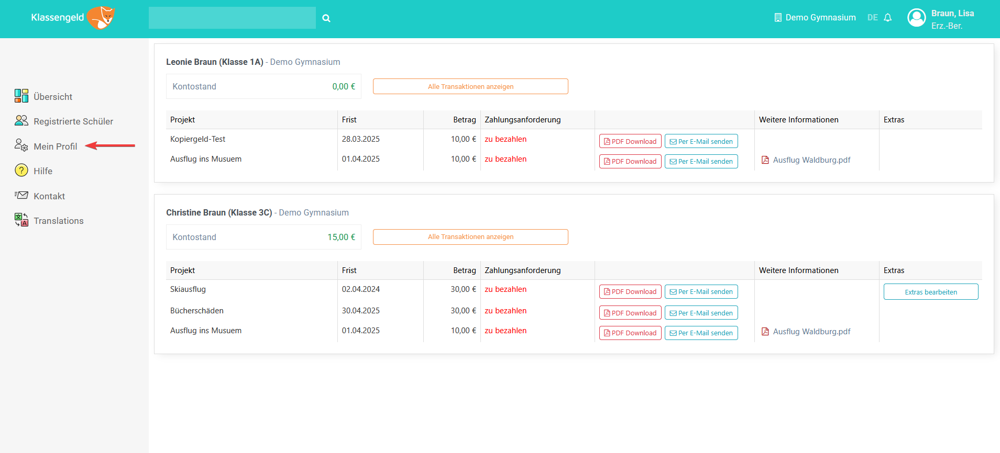 Klassengeld
Demo Gymnasium DE Braun, Lisa
Erz.-Ber.
Übersicht
Registrierte Schüler
Mein Profil
Hilfe
Kontakt
Translations
Leonie Braun (Klasse 1A) - Demo Gymnasium
Kontostand 0,00 € Alle Transaktionen anzeigen
Projekt Frist Betrag Zahlungsanforderung Weitere Informationen Extras
Kopiergeld-Test 28.03.2025 10,00 € zu bezahlen PDF Download Per E-Mail senden
Ausflug ins Musuem 01.04.2025 10,00 € zu bezahlen PDF Download Per E-Mail senden Ausflug Waldburg.pdf
Christine Braun (Klasse 3C) - Demo Gymnasium
Kontostand 15,00 € Alle Transaktionen anzeigen
Projekt Frist Betrag Zahlungsanforderung Weitere Informationen Extras
Skiausflug 02.04.2024 30,00 € zu bezahlen PDF Download Per E-Mail senden Extras bearbeiten
Bücherschäden 30.04.2025 30,00 € zu bezahlen PDF Download Per E-Mail senden
Ausflug ins Musuem 01.04.2025 10,00 € zu bezahlen PDF Download Per E-Mail senden Ausflug Waldburg.pdf